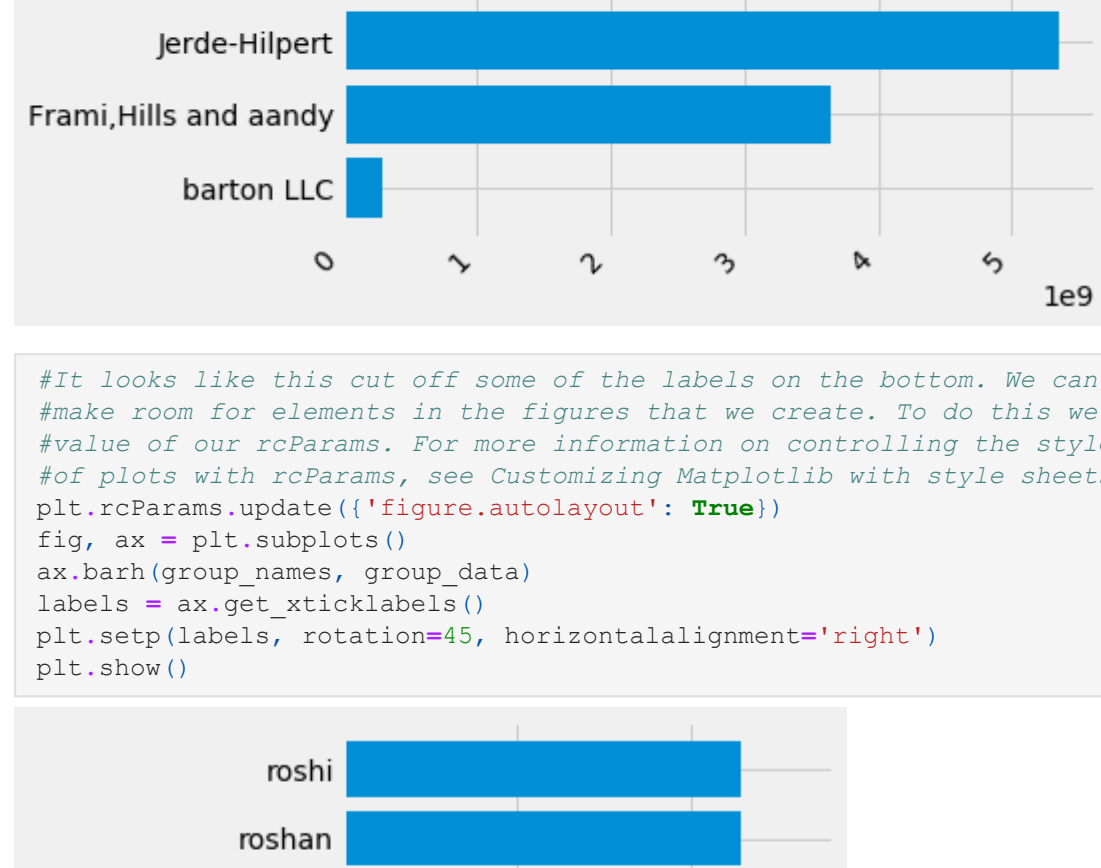 Jerde-Hilpert
Frami,Hills and aandy
barton LLC
0 1 2 3 4 5
1e9
#It looks like this cut off some of the labels on the bottom. We can
#make room for elements in the figures that we create. To do this we
#value of our rcParams. For more information on controlling the style
#of plots with rcParams, see Customizing Matplotlib with style sheets
plt.rcParams.update({'figure.autolayout': True})
fig, ax = plt.subplots()
ax.barh(group_names, group_data)
labels = ax.get_xticklabels()
plt.setp(labels, rotation=45, horizontalalignment='right')
plt.show()
roshi
roshan